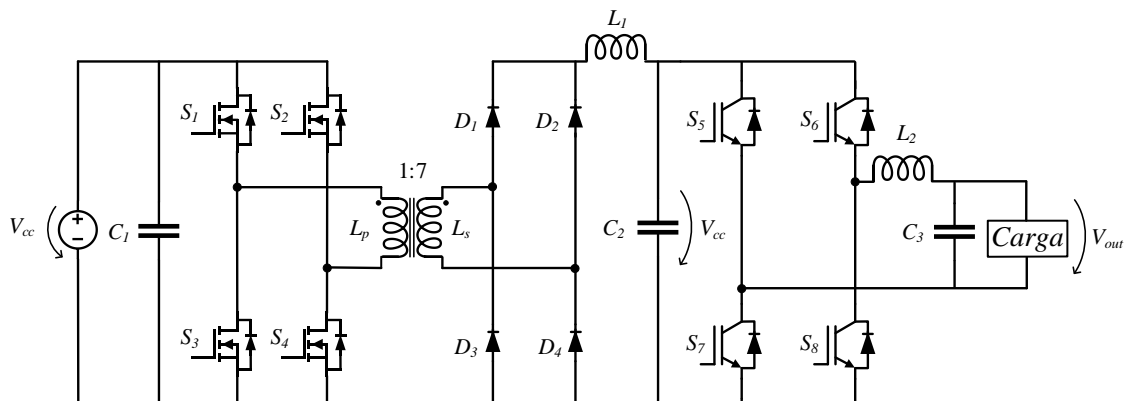 L1
S1
S2
D1
D2
S5
S6
L2
1:7
Vcc
C1
Lp
Ls
C2
Vcc
C3
Carga
Vout
S3
S4
D3
D4
S7
S8